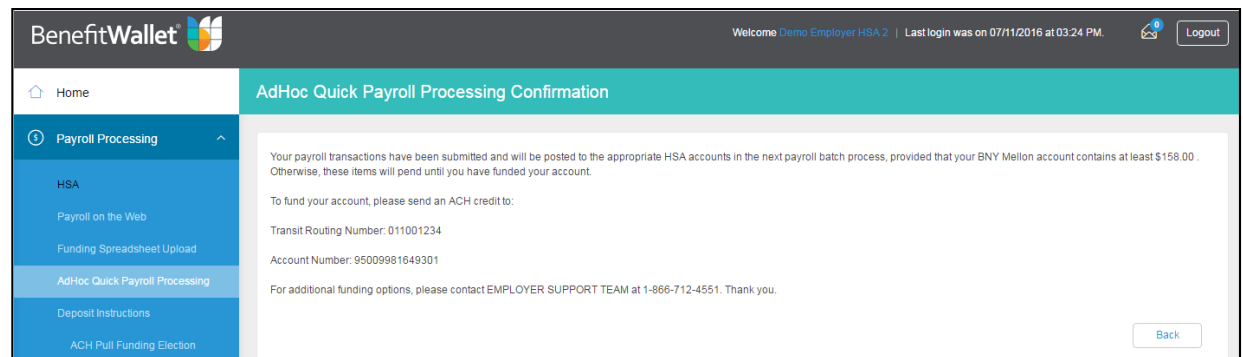 BenefitWallet®
Welcome Demo Employer HSA 2 | Last login was on 07/11/2016 at 03:24 PM.
0
Logout
Home
AdHoc Quick Payroll Processing Confirmation
Payroll Processing
Your payroll transactions have been submitted and will be posted to the appropriate HSA accounts in the next payroll batch process, provided that your BNY Mellon account contains at least $158.00 .
Otherwise, these items will pend until you have funded your account.
HSA
To fund your account, please send an ACH credit to:
Payroll on the Web
Transit Routing Number: 011001234
Funding Spreadsheet Upload
Account Number: 95009981649301
AdHoc Quick Payroll Processing
For additional funding options, please contact EMPLOYER SUPPORT TEAM at 1-866-712-4551. Thank you.
Deposit Instructions
Back
ACH Pull Funding Election